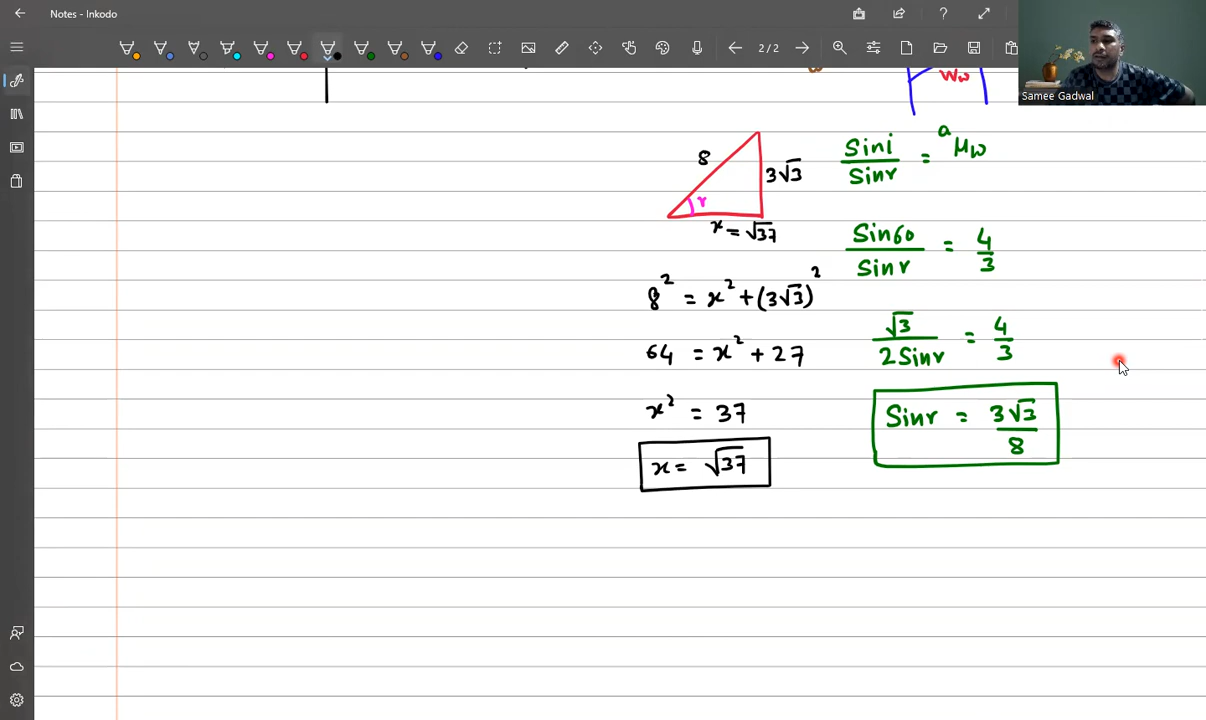 Notes - Inkodo
2/2
Samee Gadwal
Ww
8
3√3
r
x = √37
8² = x² + (3√3)²
64 = x² + 27
x² = 37
x = √37
Sini/Sinr = ᵃμw
Sin60/Sinr = 4/3
√3/2Sinr = 4/3
Sinr = 3√3/8